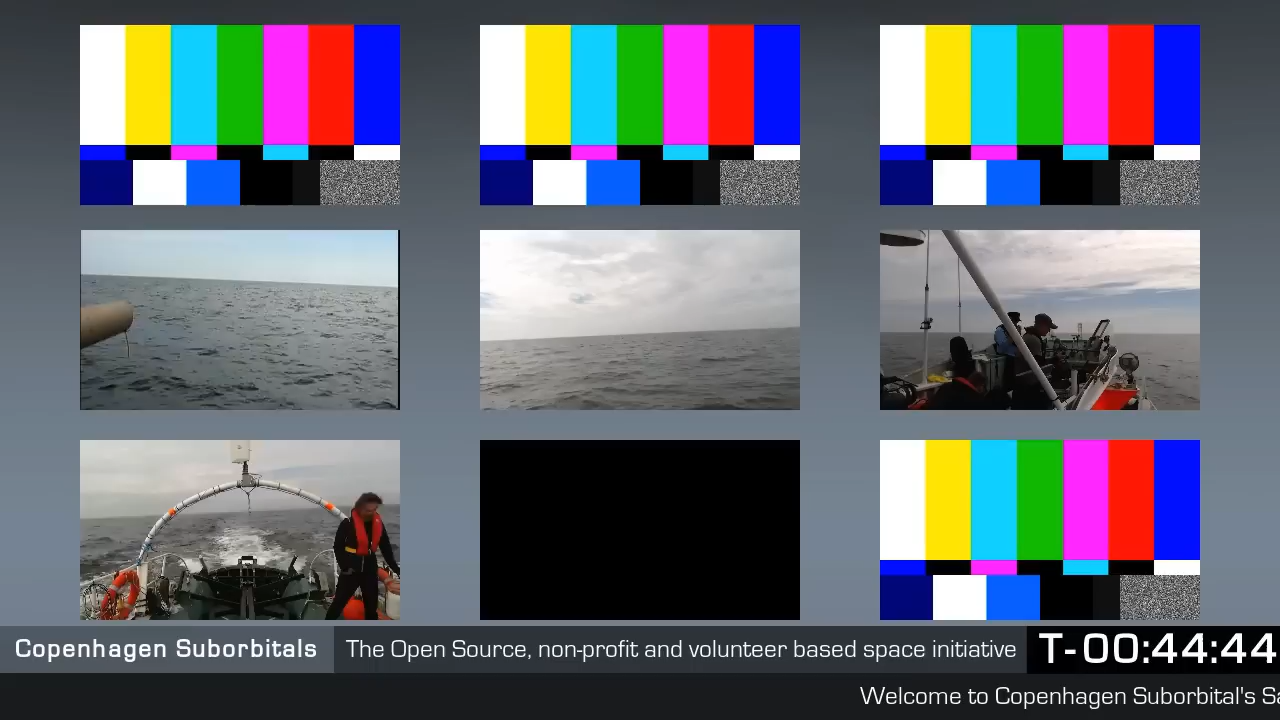 Copenhagen Suborbitals
The Open Source, non-profit and volunteer based space initiative
T-00:44:44
Welcome to Copenhagen Suborbital's Sa